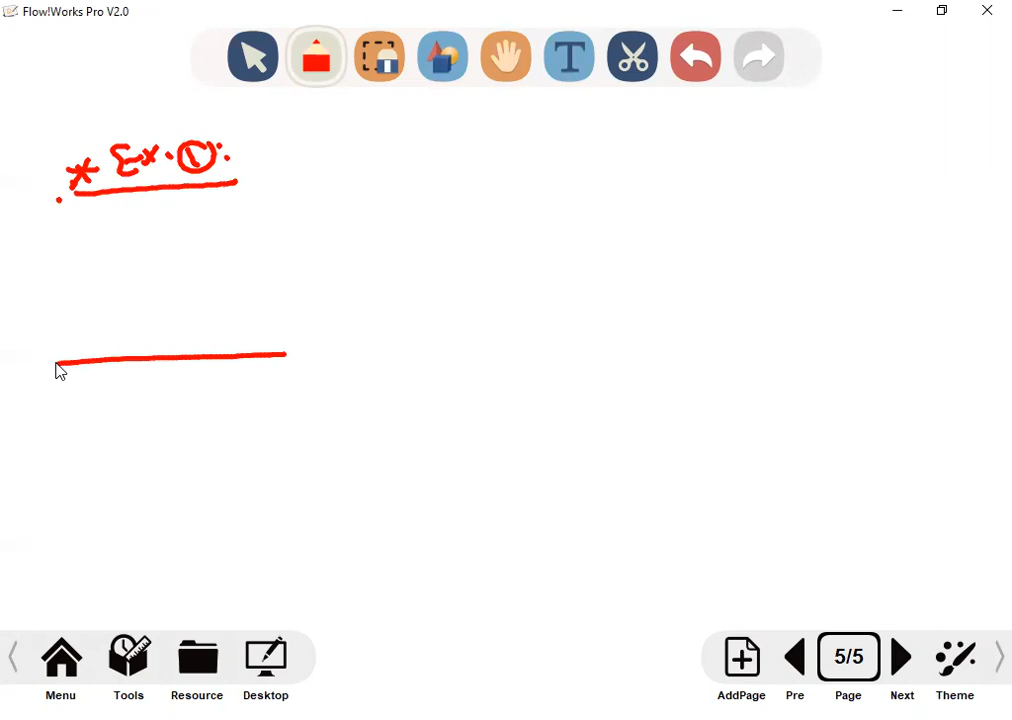 Flow!Works Pro V2.0
* Ex. ①:
T
5/5
Menu Tools Resource Desktop AddPage Pre Page Next Theme